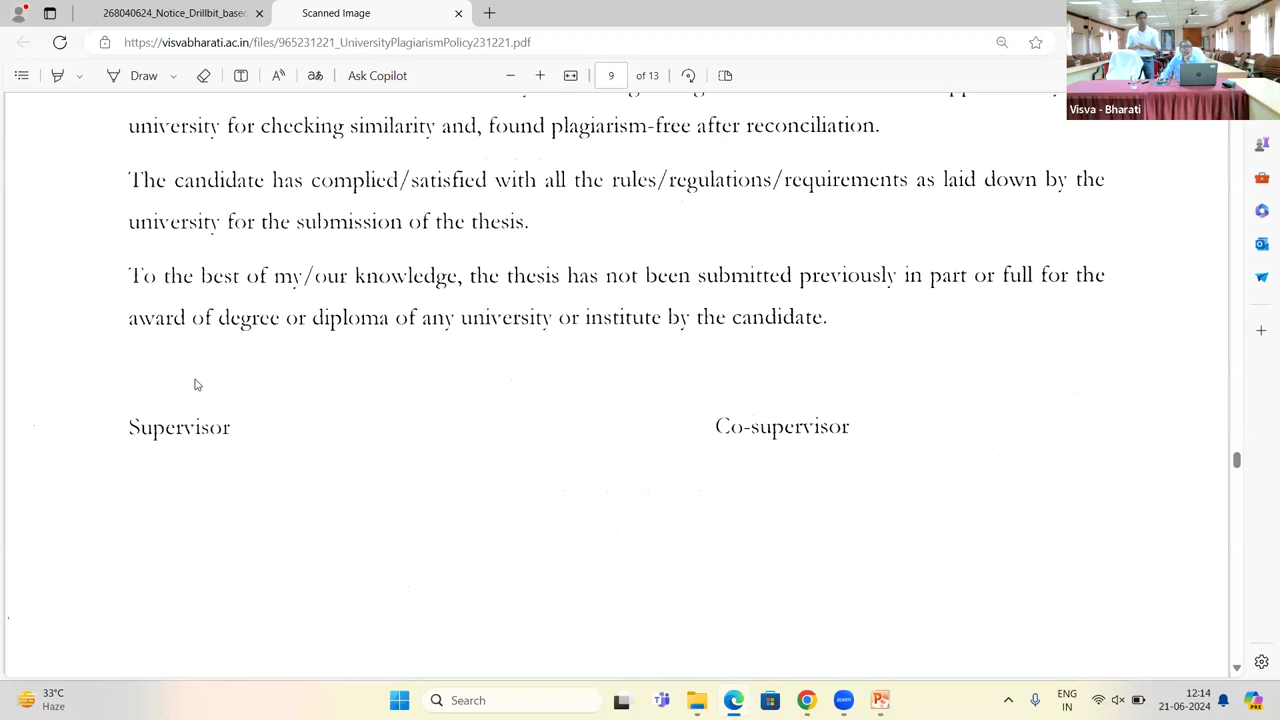 268040624_Notice_Drillbit_based
Scanned Image
https://visvabharati.ac.in/files/965231221_UniversityPlagiarismPolicy231221.pdf
Draw
Ask Copilot
9 of 13
Visva - Bharati
university for checking similarity and, found plagiarism-free after reconciliation.
The candidate has complied/satisfied with all the rules/regulations/requirements as laid down by the
university for the submission of the thesis.
To the best of my/our knowledge, the thesis has not been submitted previously in part or full for the
award of degree or diploma of any university or institute by the candidate.
Supervisor
Co-supervisor
33°C
Haze
Search
ENG
IN
12:14
21-06-2024